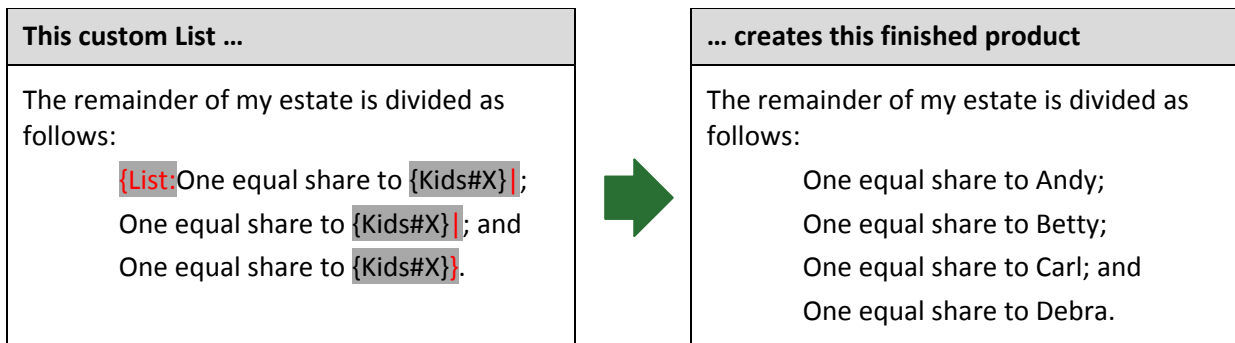 This custom List …
The remainder of my estate is divided as
follows:
{List:One equal share to {Kids#X}|;
One equal share to {Kids#X}|; and
One equal share to {Kids#X}}.
… creates this finished product
The remainder of my estate is divided as
follows:
One equal share to Andy;
One equal share to Betty;
One equal share to Carl; and
One equal share to Debra.